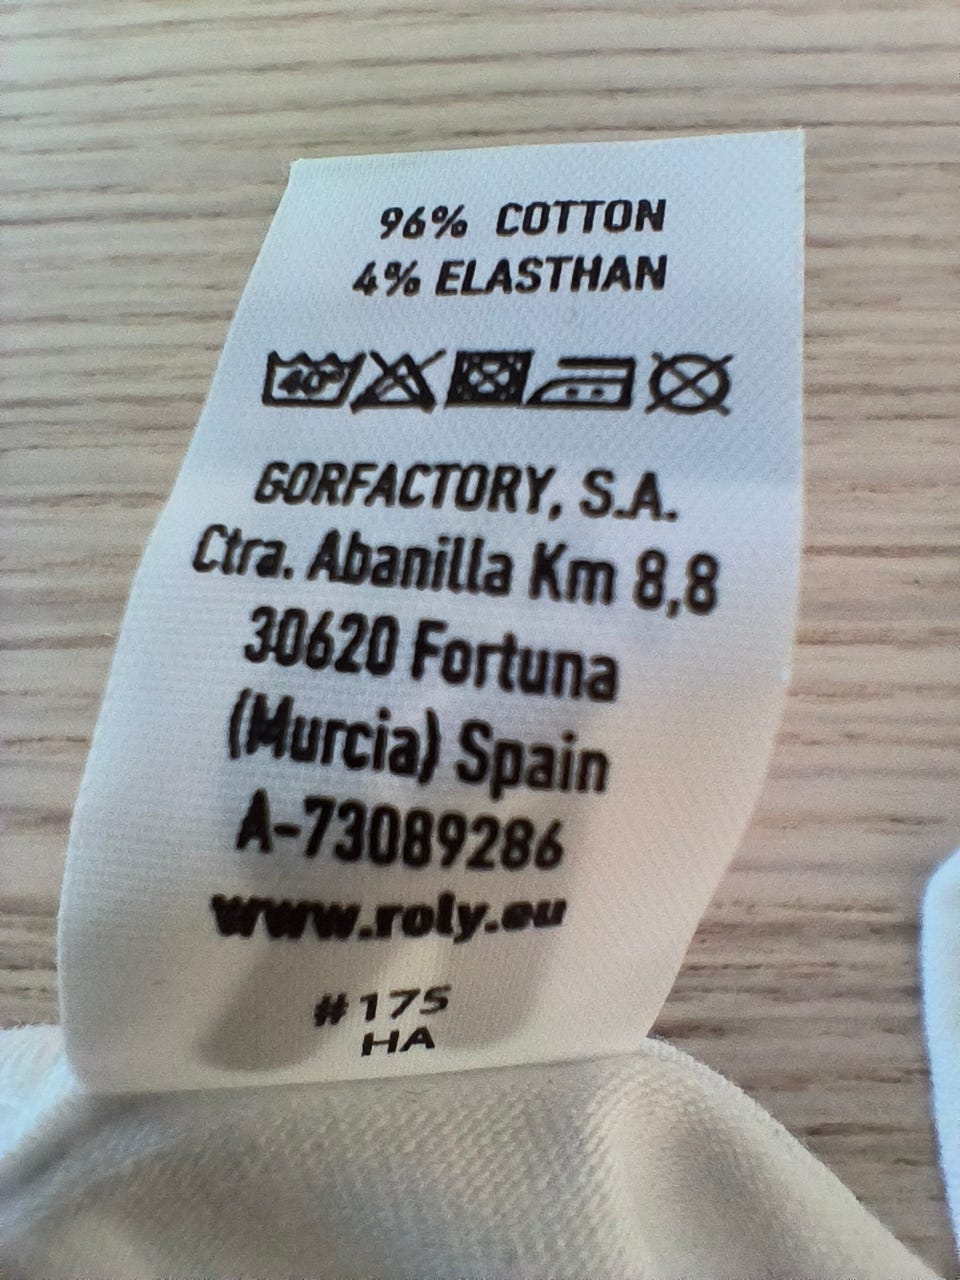 96% COTTON
4% ELASTHAN
40°
GORFACTORY, S.A.
Ctra. Abanilla Km 8,8
30620 Fortuna
(Murcia) Spain
A-73089286
www.roly.eu
#175
HA